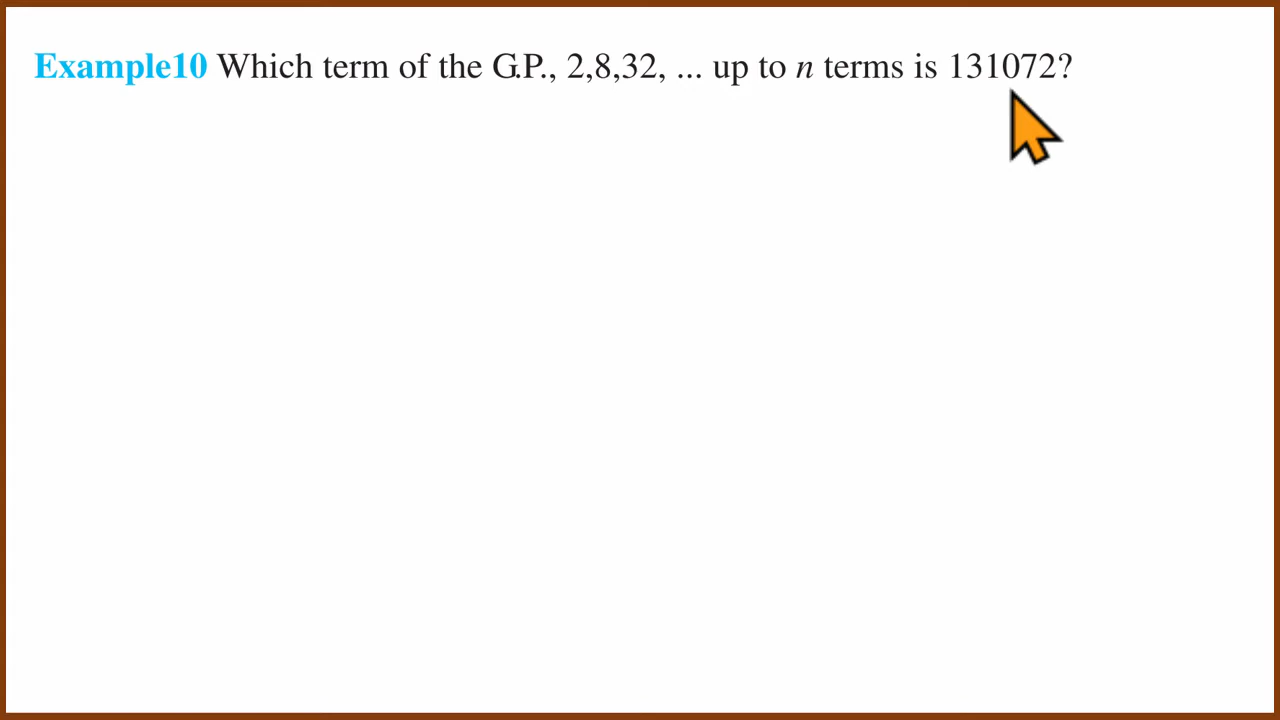 Example10 Which term of the G.P., 2,8,32, ... up to n terms is 131072?